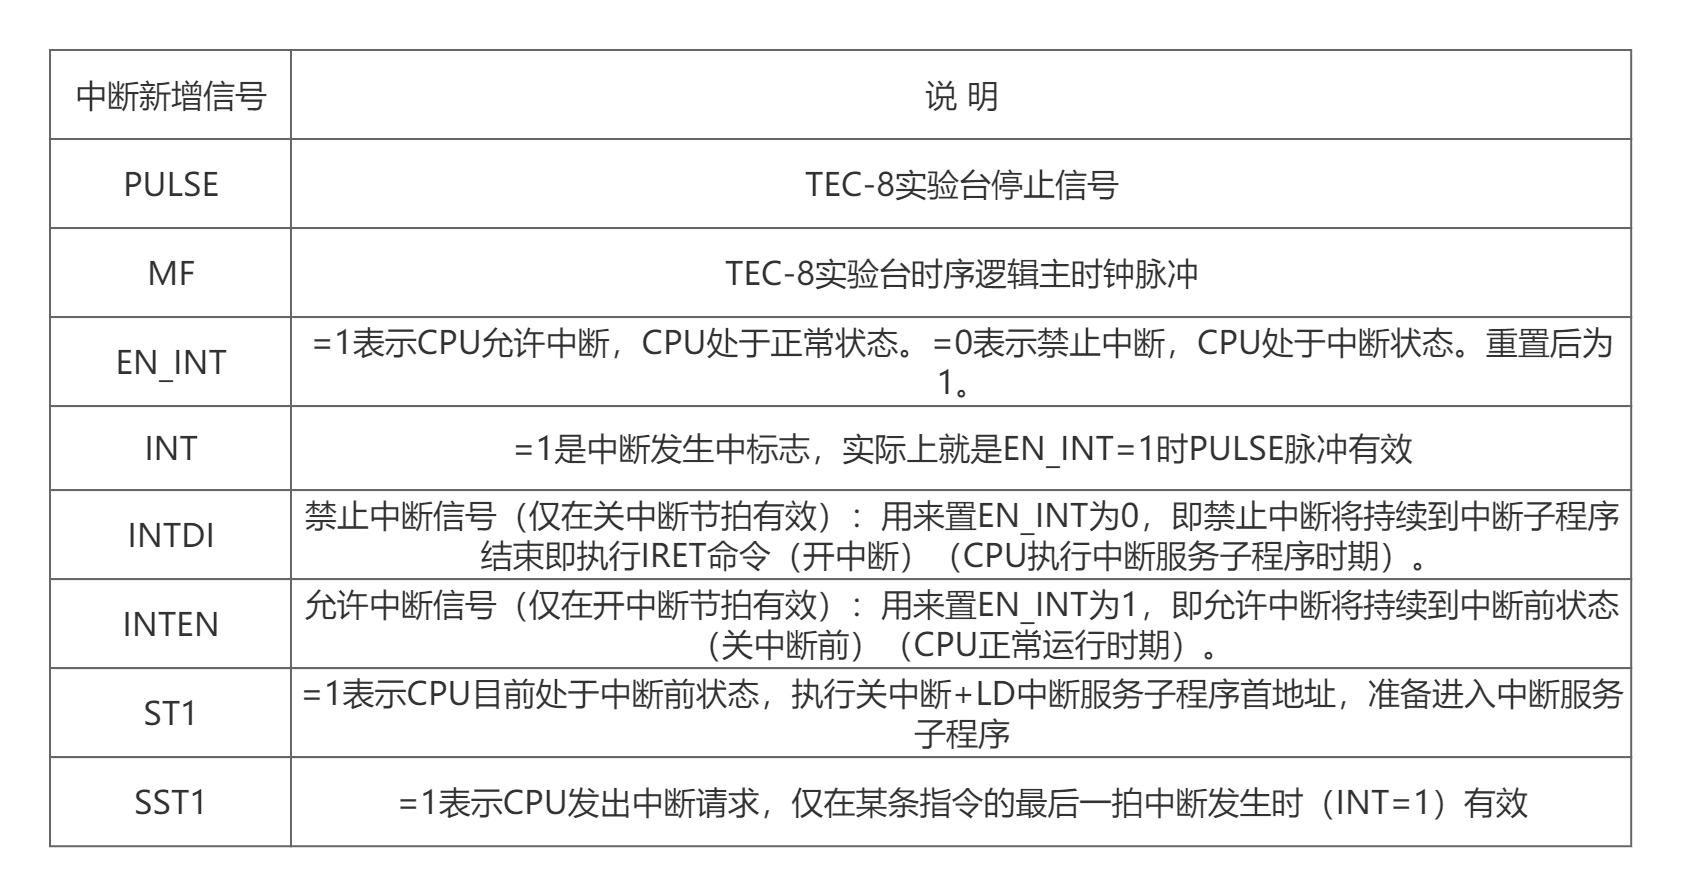 中断新增信号
说 明
PULSE
TEC-8实验台停止信号
MF
TEC-8实验台时序逻辑主时钟脉冲
EN_INT
=1表示CPU允许中断，CPU处于正常状态。=0表示禁止中断，CPU处于中断状态。重置后为
1。
INT
=1是中断发生中标志，实际上就是EN_INT=1时PULSE脉冲有效
INTDI
禁止中断信号（仅在关中断节拍有效）：用来置EN_INT为0，即禁止中断将持续到中断子程序
结束即执行IRET命令（开中断）（CPU执行中断服务子程序时期）。
INTEN
允许中断信号（仅在开中断节拍有效）：用来置EN_INT为1，即允许中断将持续到中断前状态
（关中断前）（CPU正常运行时期）。
ST1
=1表示CPU目前处于中断前状态，执行关中断+LD中断服务子程序首地址，准备进入中断服务
子程序
SST1
=1表示CPU发出中断请求，仅在某条指令的最后一拍中断发生时（INT=1）有效